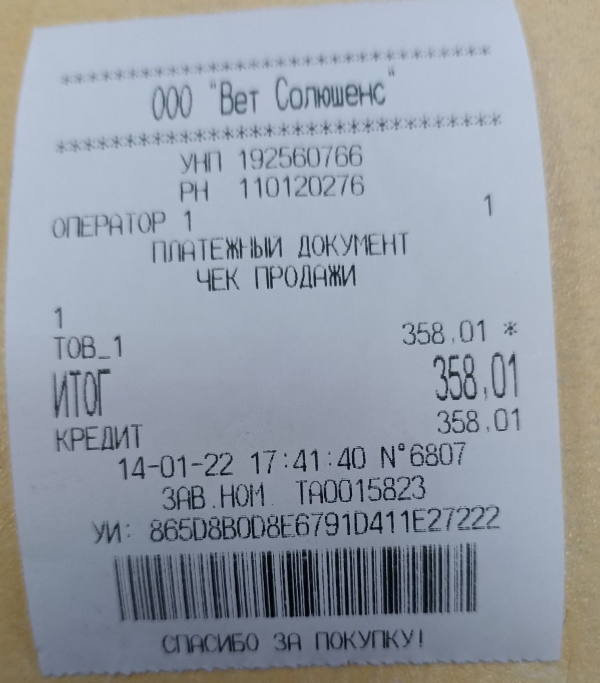 ********************************
ООО "Вет Солюшенс"
********************************
УНП 192560766
РН 110120276
ОПЕРАТОР 1 1
ПЛАТЕЖНЫЙ ДОКУМЕНТ
ЧЕК ПРОДАЖИ
1
ТОВ_1 358,01 *
ИТОГ 358,01
КРЕДИТ 358,01
14-01-22 17:41:40 N°6807
ЗАВ.НОМ TA0015823
УИ: 865D8B0D8E6791D411E27222
СПАСИБО ЗА ПОКУПКУ!